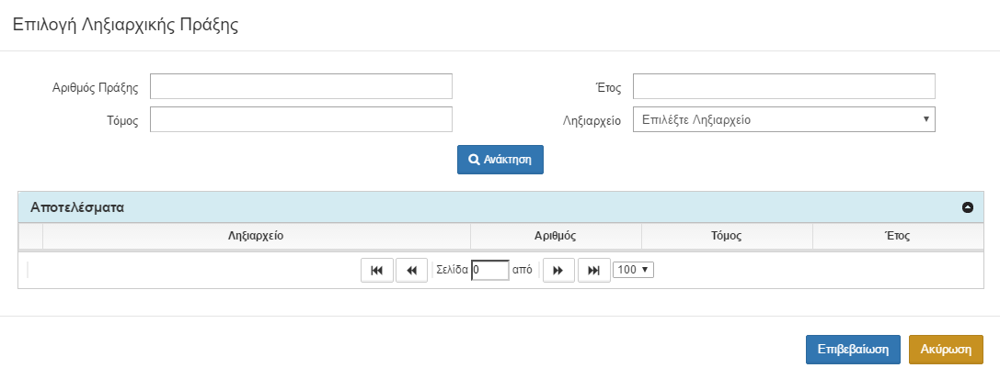 Επιλογή Ληξιαρχικής Πράξης
Αριθμός Πράξης Έτος
Τόμος Ληξιαρχείο Επιλέξτε Ληξιαρχείο
Ανάκτηση
Αποτελέσματα
Ληξιαρχείο Αριθμός Τόμος Έτος
Σελίδα 0 από 100
Επιβεβαίωση Ακύρωση